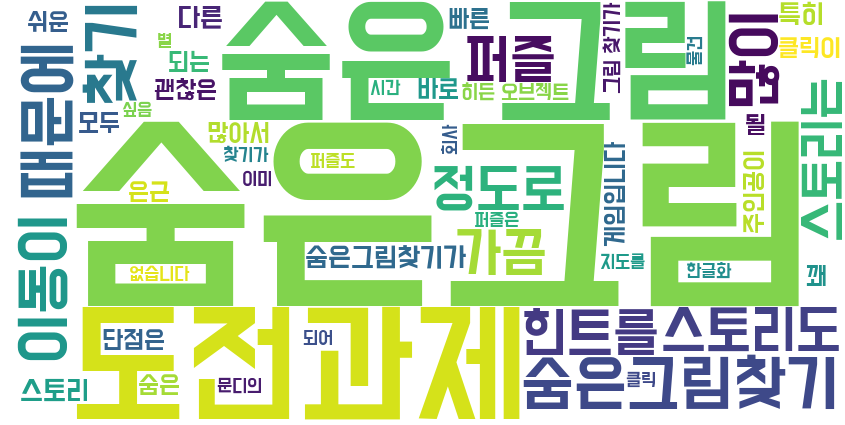 쉬운
찾기
다른
별
되는
괜찮은
싶음
때문에
모두
숨은그림
퍼즐
빠른
바로
시간
히든 오브젝트
그림 찾기가
물건
많이
특히
클릭이
될
누리토스
많아서
찾기가
이미
퍼즐도
은근
없습니다
숨은그림
회사
정도로
퍼즐은
가끔
게임입니다
지도를
주인공이
한글화
꽤
이동이
숨은그림찾기가
도전과제
단점은
되어
스토리
숨은
문디의
클릭
힌트를
스토리도
숨은그림찾기